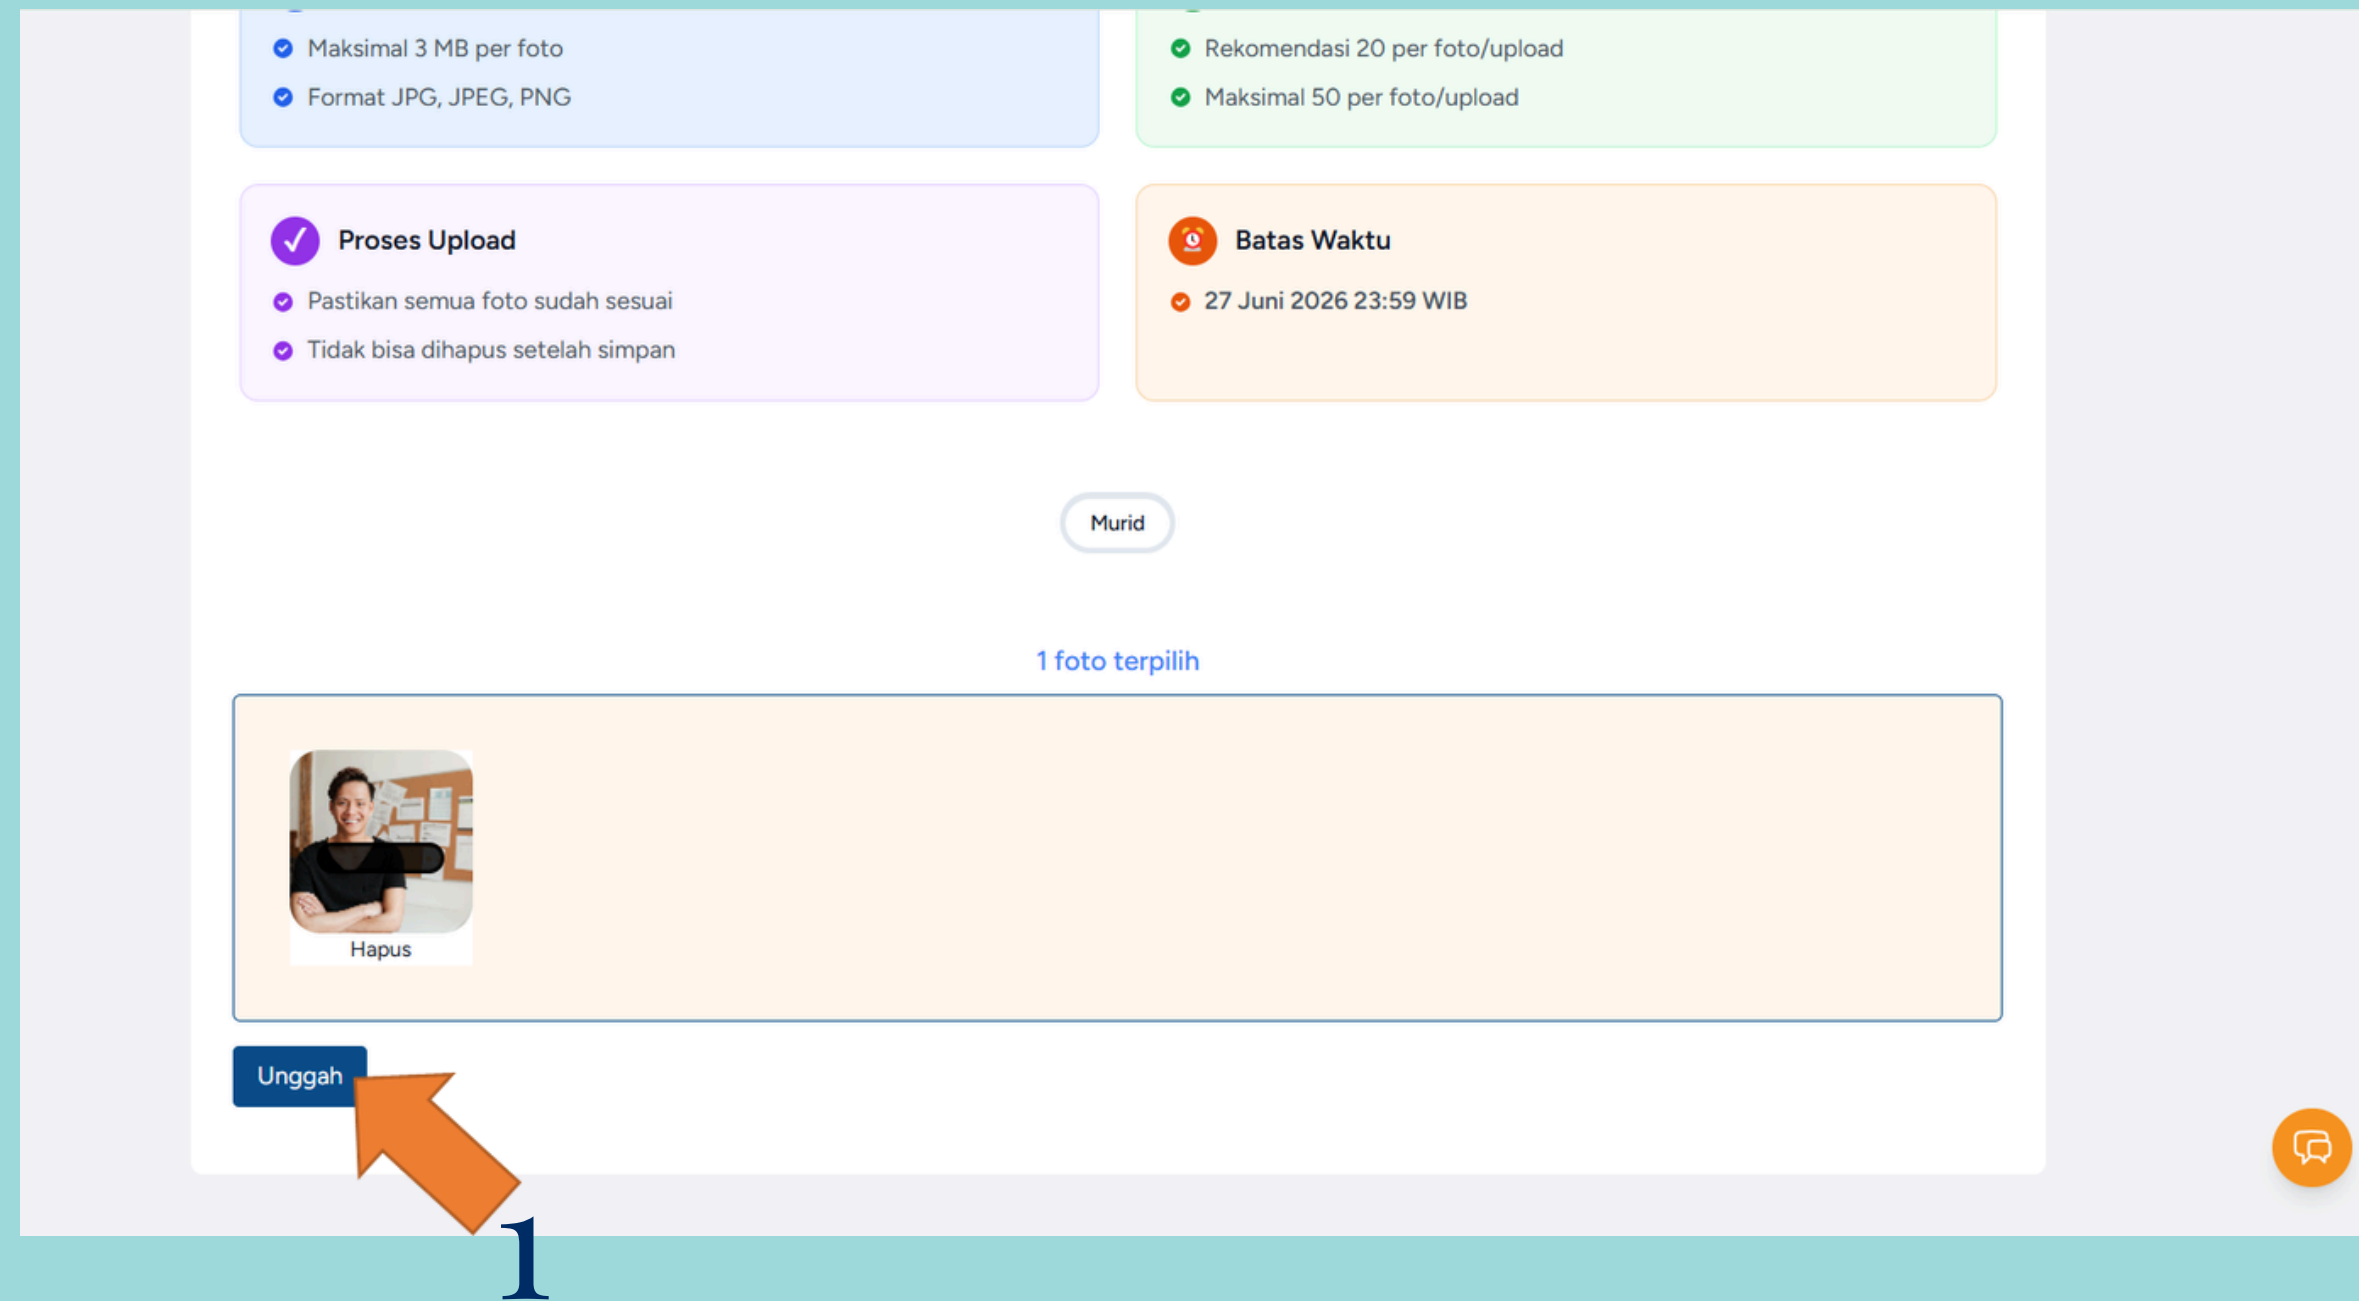 Maksimal 3 MB per foto
Format JPG, JPEG, PNG
Rekomendasi 20 per foto/upload
Maksimal 50 per foto/upload
Proses Upload
Pastikan semua foto sudah sesuai
Tidak bisa dihapus setelah simpan
Batas Waktu
27 Juni 2026 23:59 WIB
Murid
1 foto terpilih
Hapus
Unggah
1